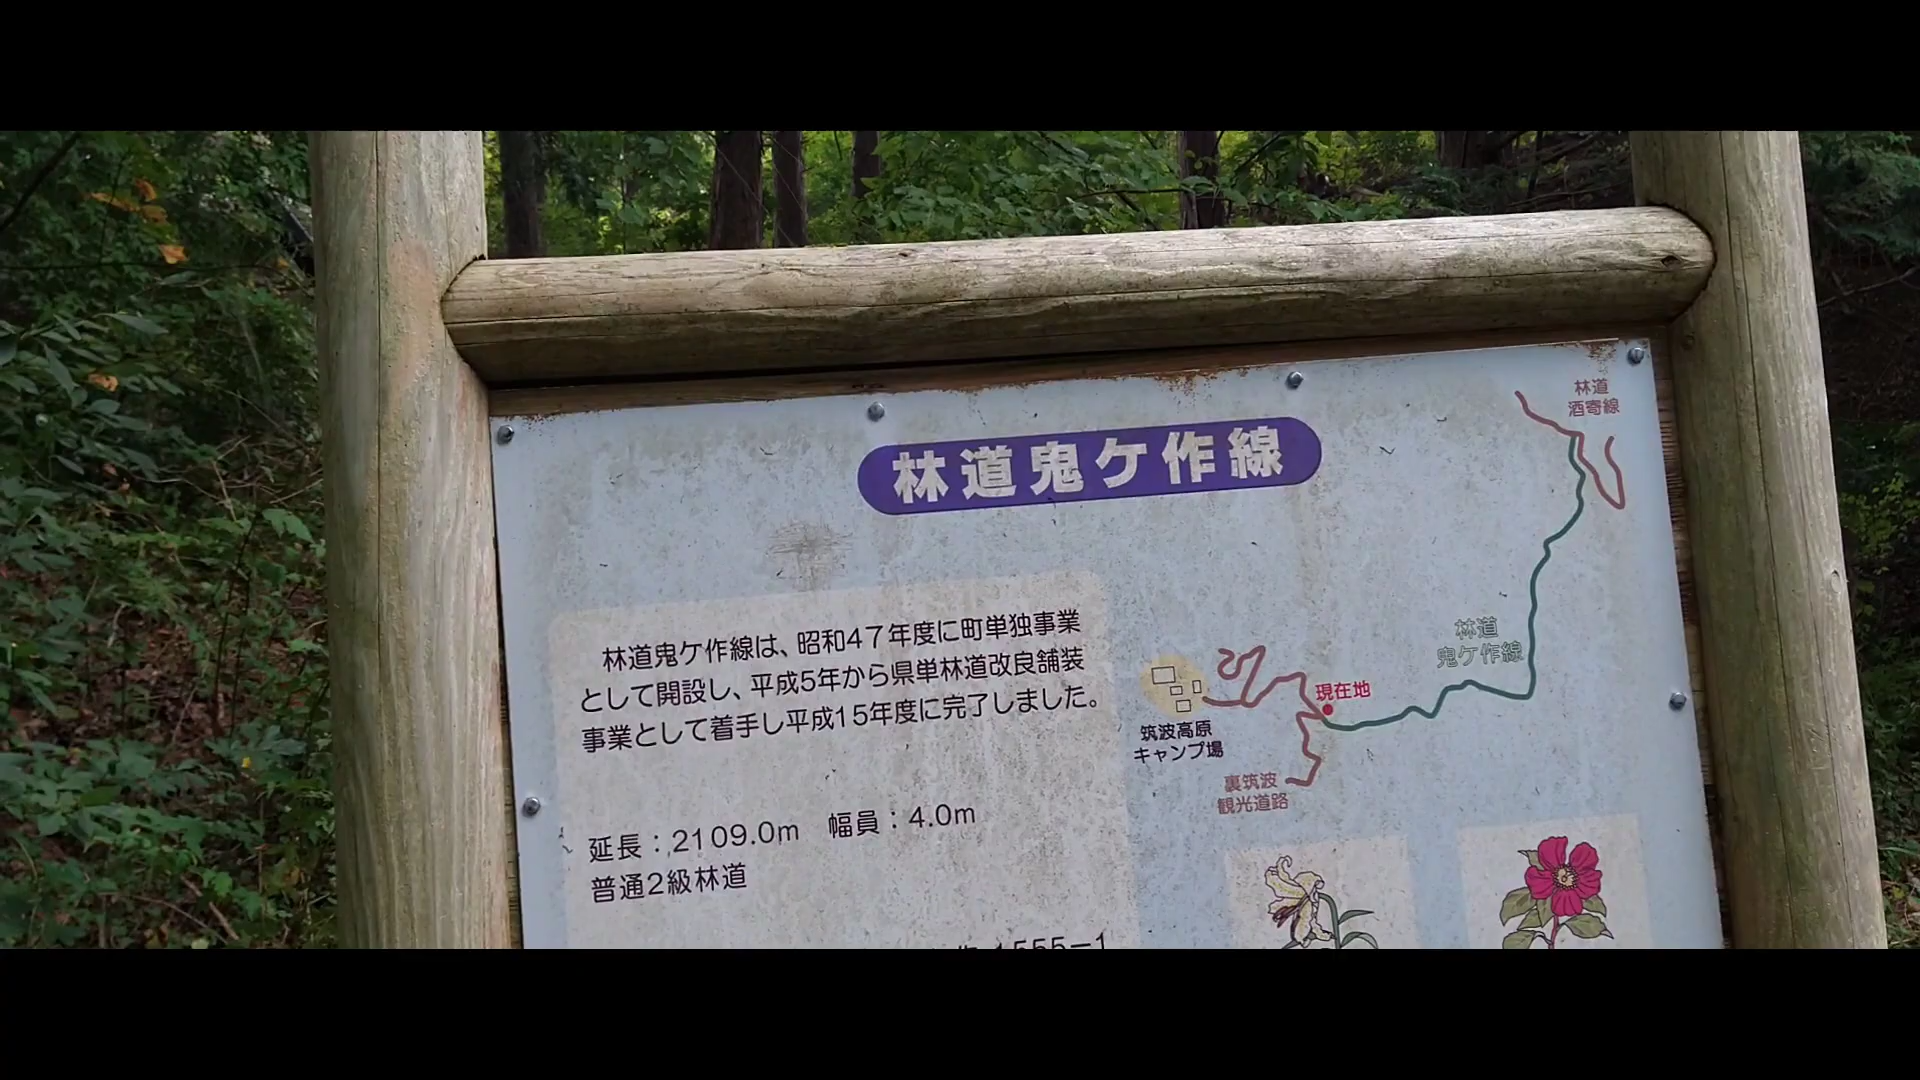 林道鬼ケ作線
林道
酒寄線
林道鬼ケ作線は、昭和47年度に町単独事業
として開設し、平成5年から県単林道改良舗装
事業として着手し平成15年度に完了しました。
延長：2109.0m　幅員：4.0m
普通2級林道
1555−1
林道
鬼ケ作線
現在地
筑波高原
キャンプ場
裏筑波
観光道路